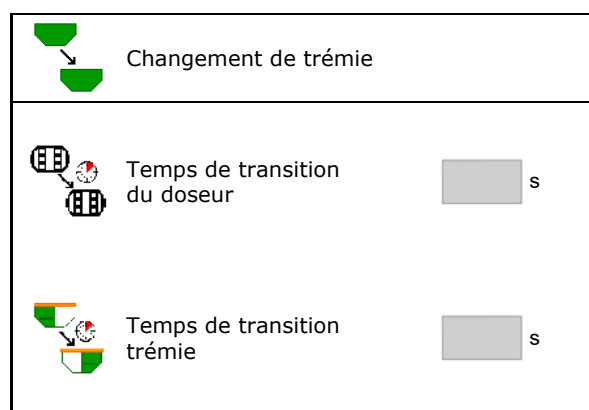 Changement de trémie
Temps de transition
du doseur
s
Temps de transition
trémie
s